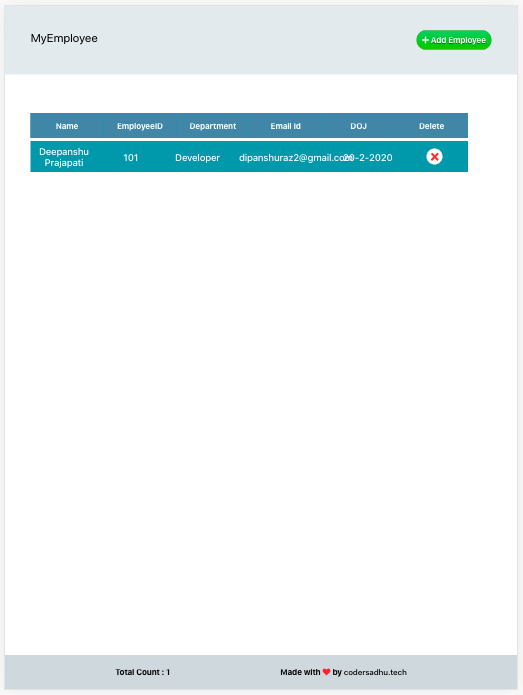 MyEmployee
+ Add Employee
Name EmployeeID Department Email Id DOJ Delete
Deepanshu Prajapati 101 Developer dipanshuraz2@gmail.com 20-2-2020
Total Count : 1 Made with ❤ by codersadhu.tech